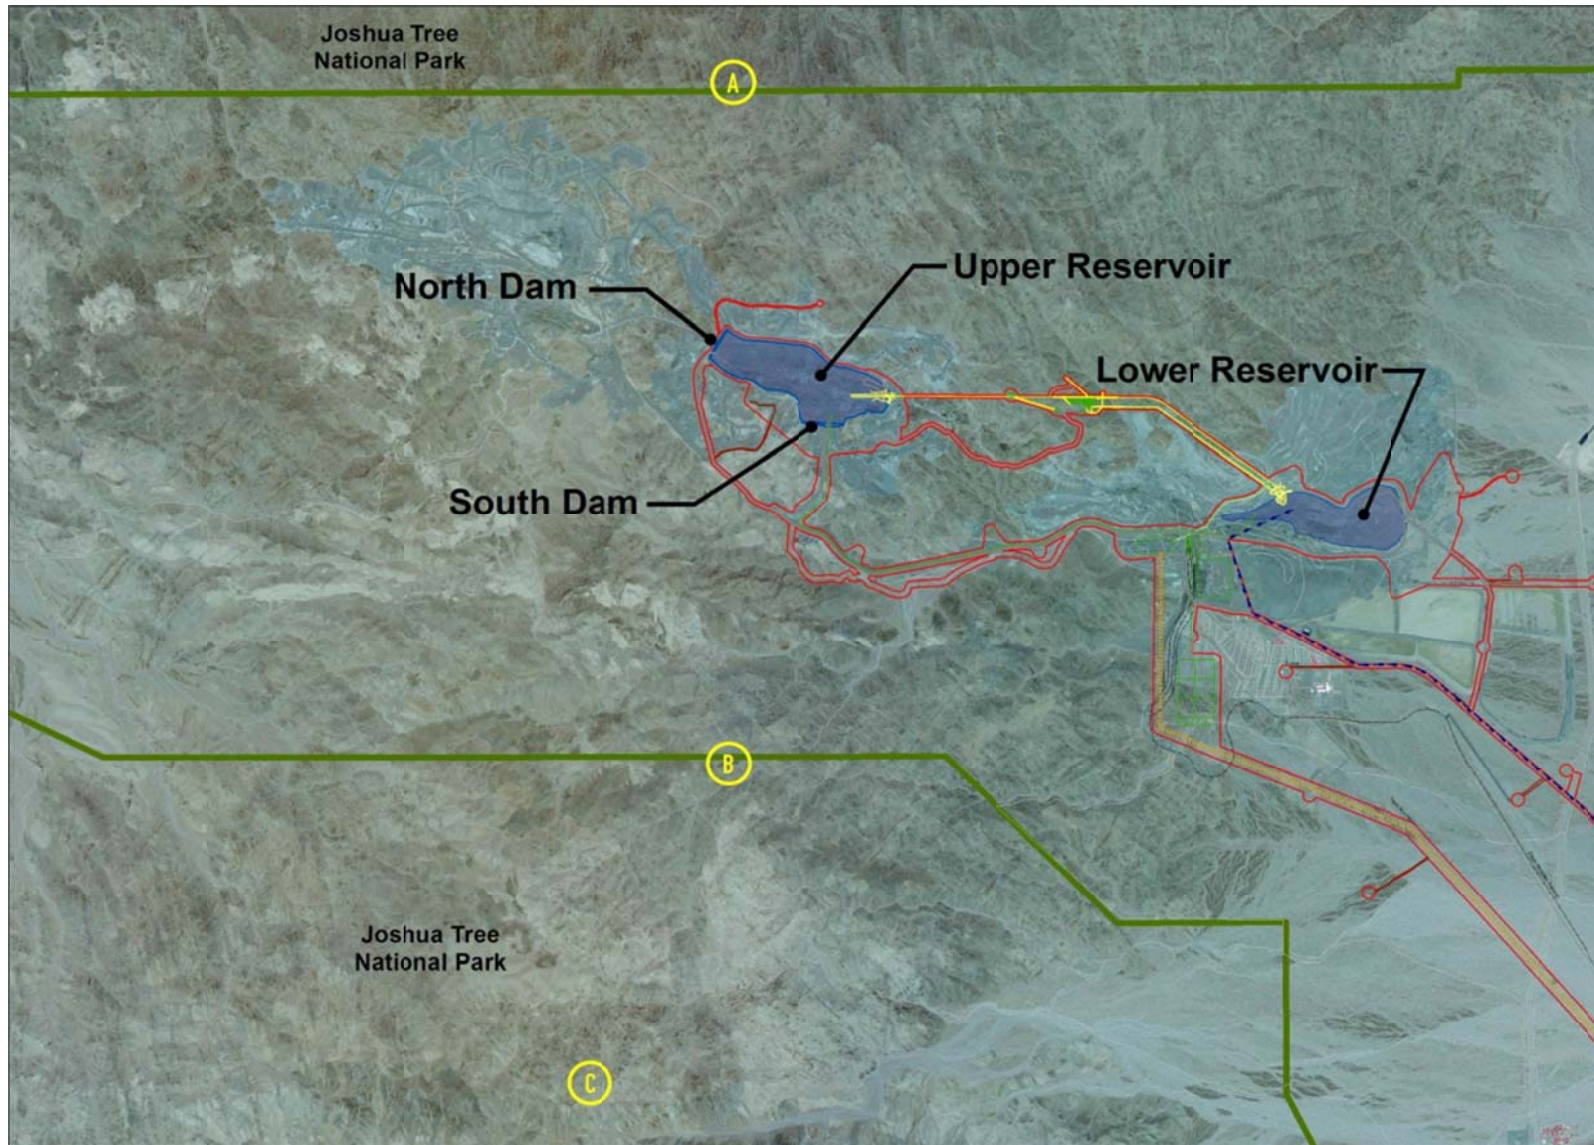 Joshua Tree
National Park
A
Upper Reservoir
North Dam
Lower Reservoir
South Dam
B
Joshua Tree
National Park
C